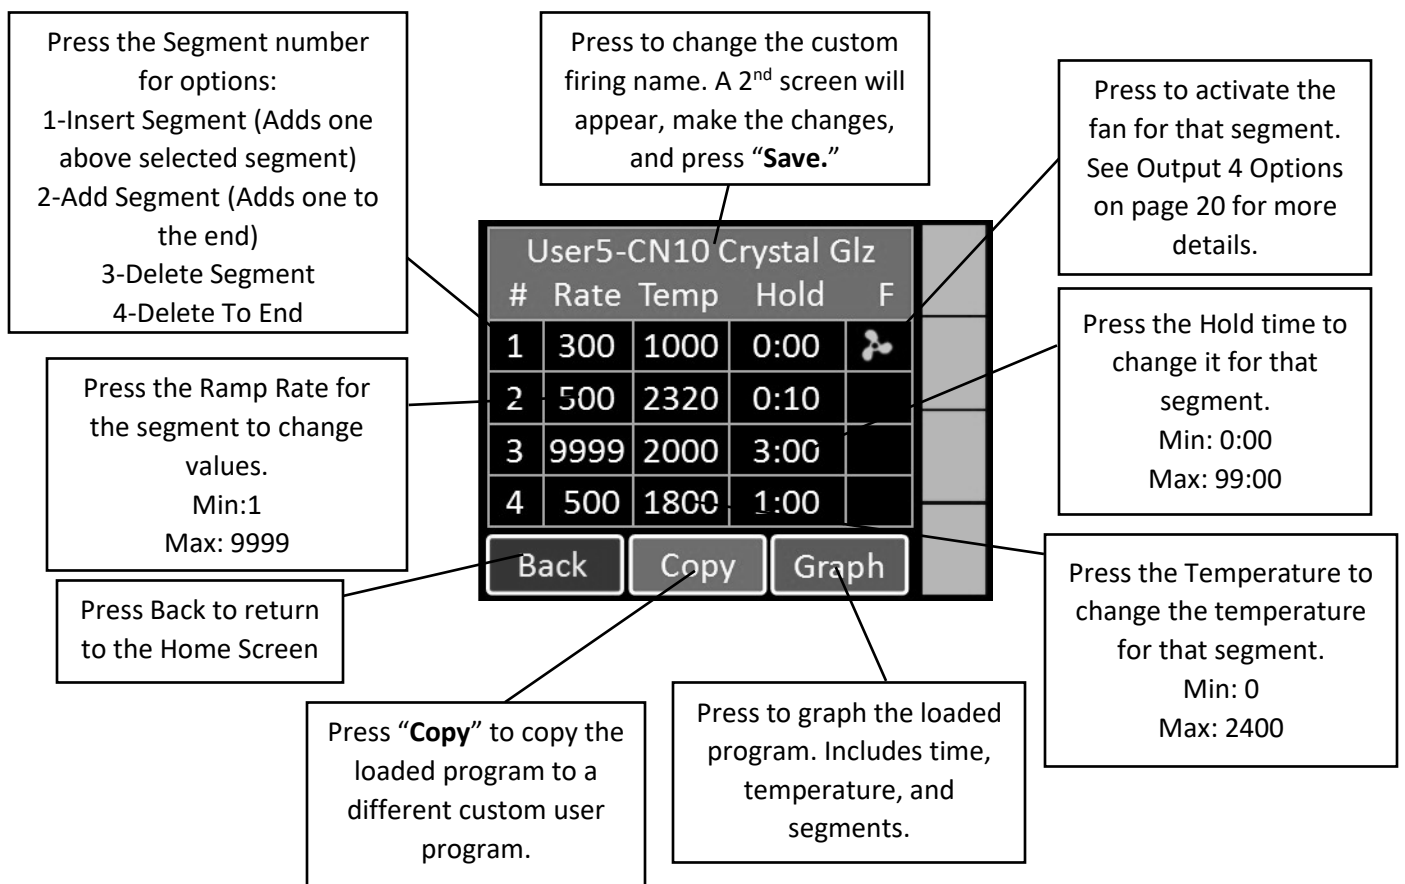 Press the Segment number
for options:
1-Insert Segment (Adds one
above selected segment)
2-Add Segment (Adds one to
the end)
3-Delete Segment
4-Delete To End
Press to change the custom
firing name. A 2nd screen will
appear, make the changes,
and press “Save.”
Press to activate the
fan for that segment.
See Output 4 Options
on page 20 for more
details.
User5-CN10 Crystal Glz
# Rate Temp Hold F
1 300 1000 0:00
2 500 2320 0:10
3 9999 2000 3:00
4 500 1800 1:00
Back Copy Graph
Press the Ramp Rate for
the segment to change
values.
Min:1
Max: 9999
Press the Hold time to
change it for that
segment.
Min: 0:00
Max: 99:00
Press Back to return
to the Home Screen
Press the Temperature to
change the temperature
for that segment.
Min: 0
Max: 2400
Press “Copy” to copy the
loaded program to a
different custom user
program.
Press to graph the loaded
program. Includes time,
temperature, and
segments.